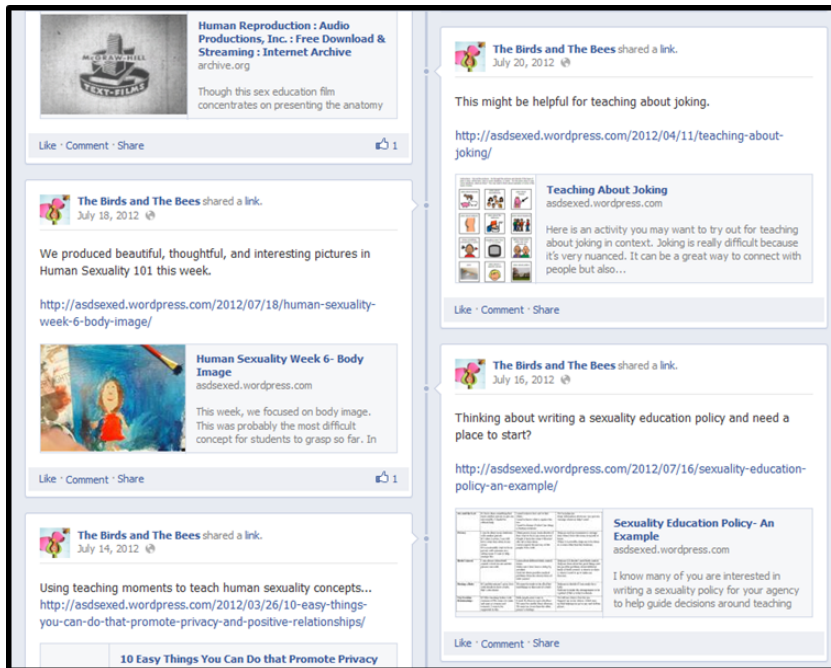 Human Reproduction : Audio
Productions, Inc. : Free Download &
Streaming : Internet Archive
archive.org
Though this sex education film
concentrates on presenting the anatomy
McGRAW-HILL
TEXT-FILMS
Like · Comment · Share
1
The Birds and The Bees shared a link.
July 18, 2012
We produced beautiful, thoughtful, and interesting pictures in
Human Sexuality 101 this week.
http://asdsexed.wordpress.com/2012/07/18/human-sexuality-
week-6-body-image/
Human Sexuality Week 6- Body
Image
asdsexed.wordpress.com
This week, we focused on body image.
This was probably the most difficult
concept for students to grasp so far. In
Like · Comment · Share
1
The Birds and The Bees shared a link.
July 14, 2012
Using teaching moments to teach human sexuality concepts...
http://asdsexed.wordpress.com/2012/03/26/10-easy-things-
you-can-do-that-promote-privacy-and-positive-relationships/
10 Easy Things You Can Do that Promote Privacy
The Birds and The Bees shared a link.
July 20, 2012
This might be helpful for teaching about joking.
http://asdsexed.wordpress.com/2012/04/11/teaching-about-
joking/
Teaching About Joking
asdsexed.wordpress.com
Here is an activity you may want to try out for teaching
about joking in context. Joking is really difficult because
it's very nuanced. It can be a great way to connect with
people but also...
Like · Comment · Share
The Birds and The Bees shared a link.
July 16, 2012
Thinking about writing a sexuality education policy and need a
place to start?
http://asdsexed.wordpress.com/2012/07/16/sexuality-education-
policy-an-example/
Sexuality Education Policy- An
Example
asdsexed.wordpress.com
I know many of you are interested in
writing a sexuality policy for your agency
to help guide decisions around teaching
Like · Comment · Share